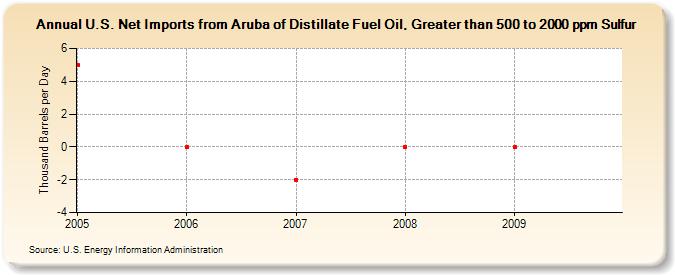 Annual U.S. Net Imports from Aruba of Distillate Fuel Oil, Greater than 500 to 2000 ppm Sulfur
Thousand Barrels per Day
6
4
2
0
-2
-4
2005 2006 2007 2008 2009
Source: U.S. Energy Information Administration